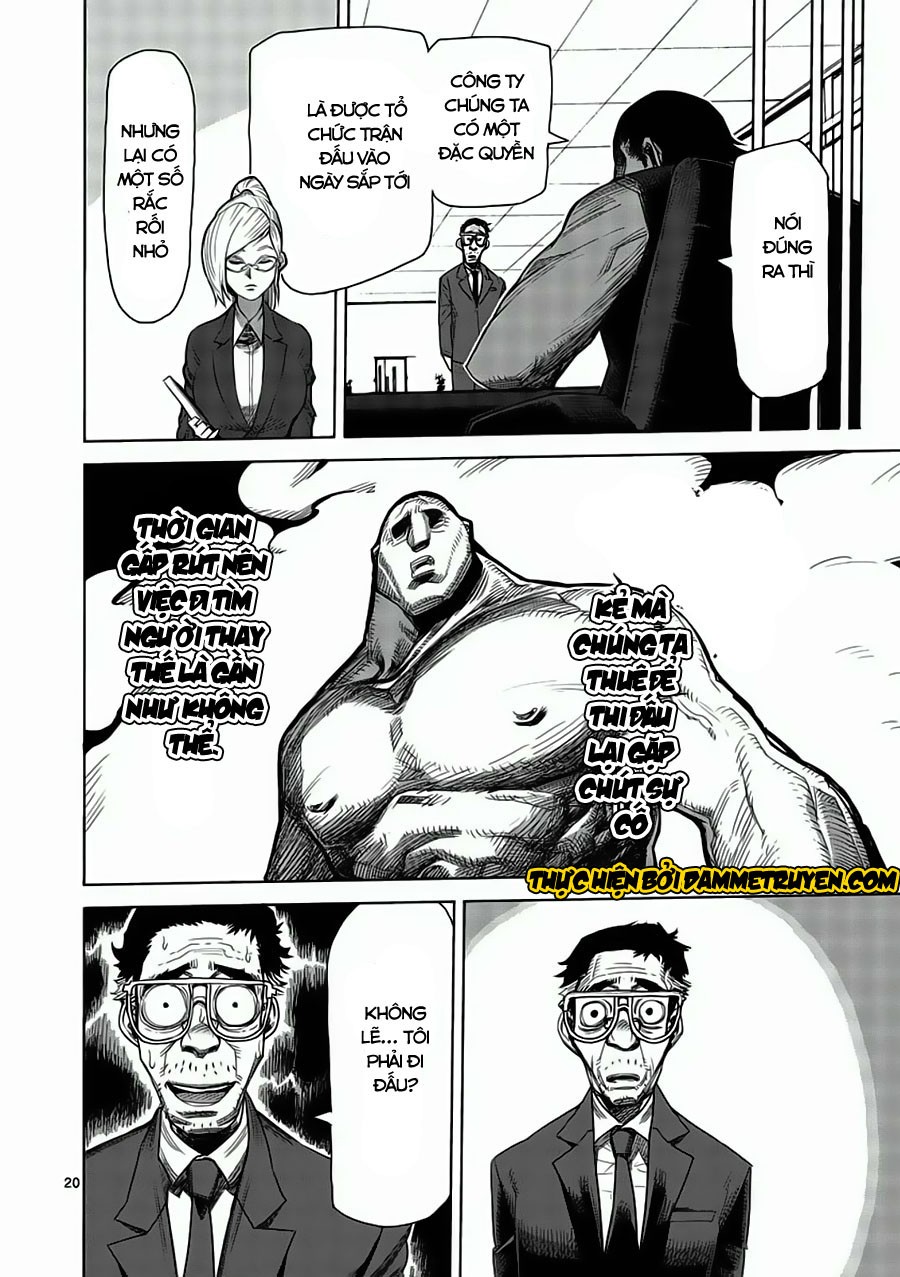 NÓI
ĐÚNG
RA THÌ
CÔNG TY
CHÚNG TA
CÓ MỘT
ĐẶC QUYỀN
LÀ ĐƯỢC TỔ
CHỨC TRẬN
ĐẤU VÀO
NGÀY SẮP TỚI
NHƯNG
LẠI CÓ
MỘT SỐ
RẮC
RỐI
NHỎ
KẺ MÀ
CHÚNG TA
THUÊ ĐỂ
THI ĐẤU
LẠI GẶP
CHÚT SỰ
CỐ
THỜI GIAN
GẤP RÚT NÊN
VIỆC ĐI TÌM
NGƯỜI THAY
THẾ LÀ GẦN
NHƯ KHÔNG
THỂ.
THỰC HIỆN BỞI DAMMETRUYEN.COM
KHÔNG
LẼ... TÔI
PHẢI ĐI
ĐẤU?
20